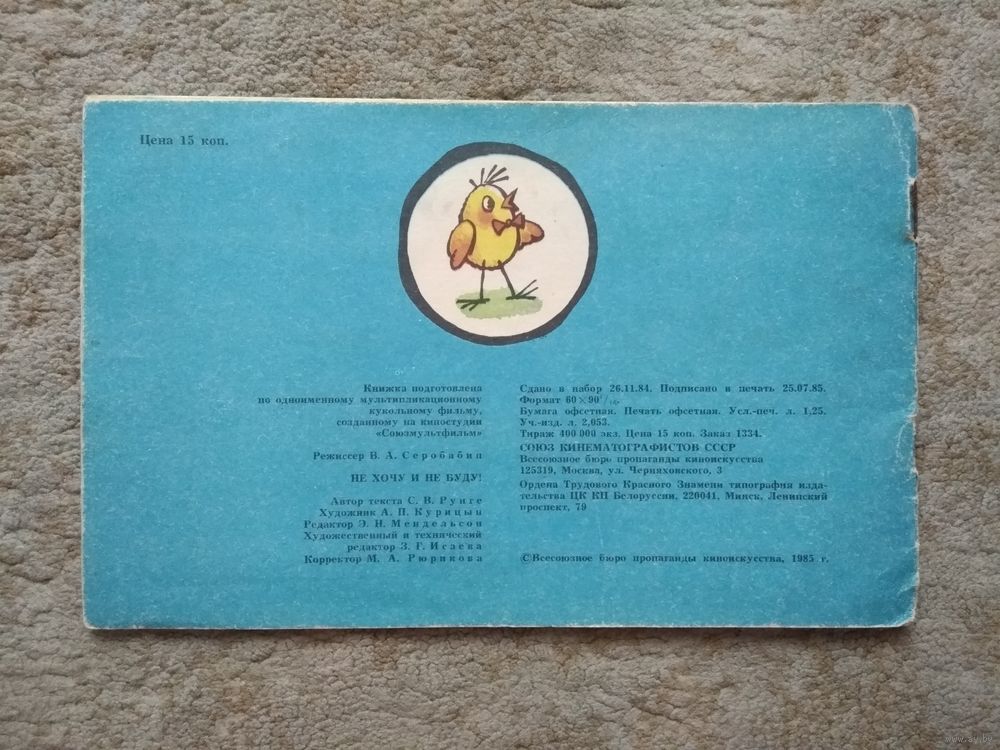 Цена 15 коп.
Книжка подготовлена
по одноименному мультипликационному
кукольному фильму,
созданному на киностудии
«Союзмультфильм»
Режиссер В. А. Серобабин
НЕ ХОЧУ И НЕ БУДУ!
Автор текста С. В. Рунге
Художник А. П. Курицын
Редактор Э. Н. Мендельсон
Художественный и технический
редактор З. Г. Исаева
Корректор М. А. Рюрикова
Сдано в набор 26.11.84. Подписано в печать 25.07.85.
Формат 60×90¹/₁₆.
Бумага офсетная. Печать офсетная. Усл.-печ. л. 1,25.
Уч.-изд. л. 2,053.
Тираж 400 000 экз. Цена 15 коп. Заказ 1334.
СОЮЗ КИНЕМАТОГРАФИСТОВ СССР
Всесоюзное бюро пропаганды киноискусства
125319, Москва, ул. Черняховского, 3
Ордена Трудового Красного Знамени типография изда-
тельства ЦК КП Белоруссии, 220041, Минск, Ленинский
проспект, 79
©Всесоюзное бюро пропаганды киноискусства, 1985 г.
www.ay.by